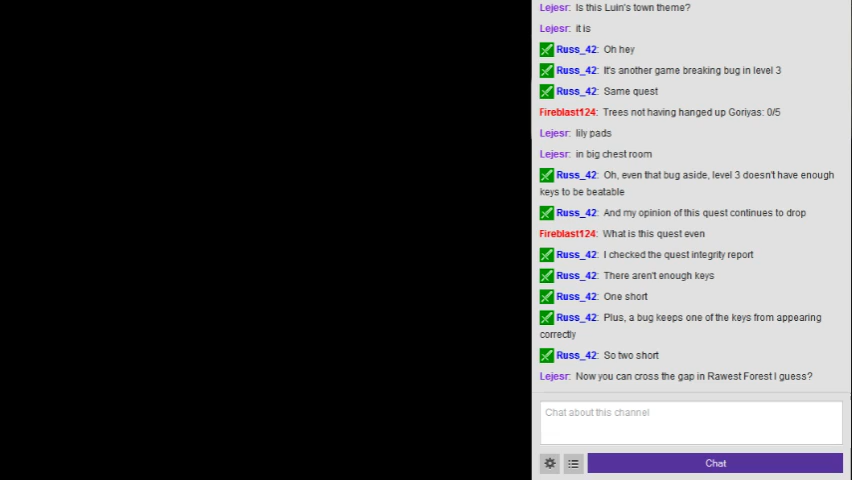 Lejesr: Is this Luin's town theme?
Lejesr: it is
Russ_42: Oh hey
Russ_42: It's another game breaking bug in level 3
Russ_42: Same quest
Fireblast124: Trees not having hanged up Goriyas: 0/5
Lejesr: lily pads
Lejesr: in big chest room
Russ_42: Oh, even that bug aside, level 3 doesn't have enough
keys to be beatable
Russ_42: And my opinion of this quest continues to drop
Fireblast124: What is this quest even
Russ_42: I checked the quest integrity report
Russ_42: There aren't enough keys
Russ_42: One short
Russ_42: Plus, a bug keeps one of the keys from appearing
correctly
Russ_42: So two short
Lejesr: Now you can cross the gap in Rawest Forest I guess?
Chat about this channel
Chat